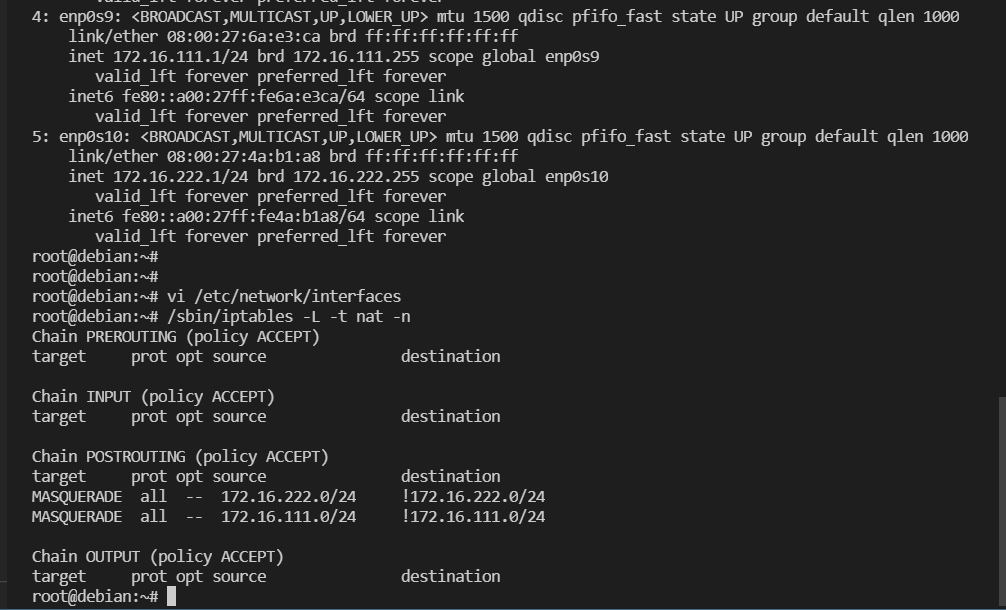 4: enp0s9: <BROADCAST,MULTICAST,UP,LOWER_UP> mtu 1500 qdisc pfifo_fast state UP group default qlen 1000
    link/ether 08:00:27:6a:e3:ca brd ff:ff:ff:ff:ff:ff
    inet 172.16.111.1/24 brd 172.16.111.255 scope global enp0s9
       valid_lft forever preferred_lft forever
    inet6 fe80::a00:27ff:fe6a:e3ca/64 scope link
       valid_lft forever preferred_lft forever
5: enp0s10: <BROADCAST,MULTICAST,UP,LOWER_UP> mtu 1500 qdisc pfifo_fast state UP group default qlen 1000
    link/ether 08:00:27:4a:b1:a8 brd ff:ff:ff:ff:ff:ff
    inet 172.16.222.1/24 brd 172.16.222.255 scope global enp0s10
       valid_lft forever preferred_lft forever
    inet6 fe80::a00:27ff:fe4a:b1a8/64 scope link
       valid_lft forever preferred_lft forever
root@debian:~#
root@debian:~#
root@debian:~# vi /etc/network/interfaces
root@debian:~# /sbin/iptables -L -t nat -n
Chain PREROUTING (policy ACCEPT)
target     prot opt source               destination

Chain INPUT (policy ACCEPT)
target     prot opt source               destination

Chain POSTROUTING (policy ACCEPT)
target     prot opt source               destination
MASQUERADE  all  --  172.16.222.0/24     !172.16.222.0/24
MASQUERADE  all  --  172.16.111.0/24     !172.16.111.0/24

Chain OUTPUT (policy ACCEPT)
target     prot opt source               destination
root@debian:~#